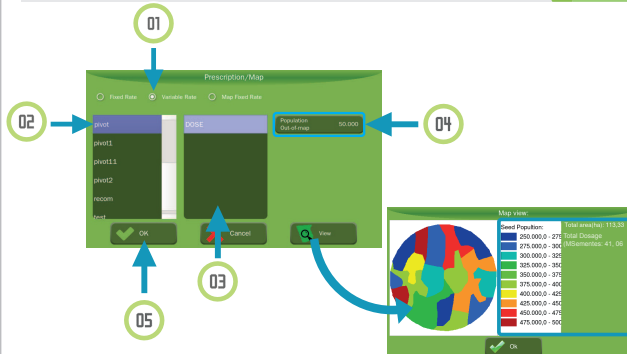 01
Prescription/Map
Fixed Rate
Variable Rate
Map Fixed Rate
02
pivot
DOSE
Population
Out-of-map
50.000
04
pivot1
pivot11
pivot2
recom
test
OK
Cancel
View
03
05
Map view:
Seed Popultion:
Total area(ha): 113,33
Total Dosage
(MSementes: 41, 08
250.000,0 - 275
275.000,0 - 300
300.000,0 - 325
325.000,0 - 350
350.000,0 - 375
375.000,0 - 400
400.000,0 - 425
425.000,0 - 450
450.000,0 - 475
475.000,0 - 500
Ok